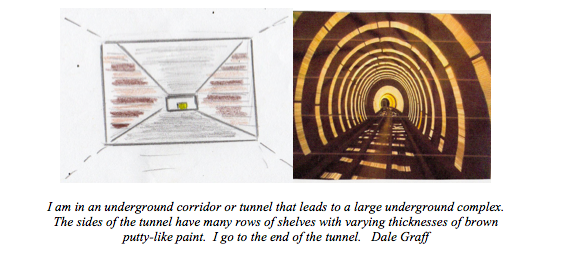 I am in an underground corridor or tunnel that leads to a large underground complex.
The sides of the tunnel have many rows of shelves with varying thicknesses of brown
putty-like paint.  I go to the end of the tunnel.   Dale Graff